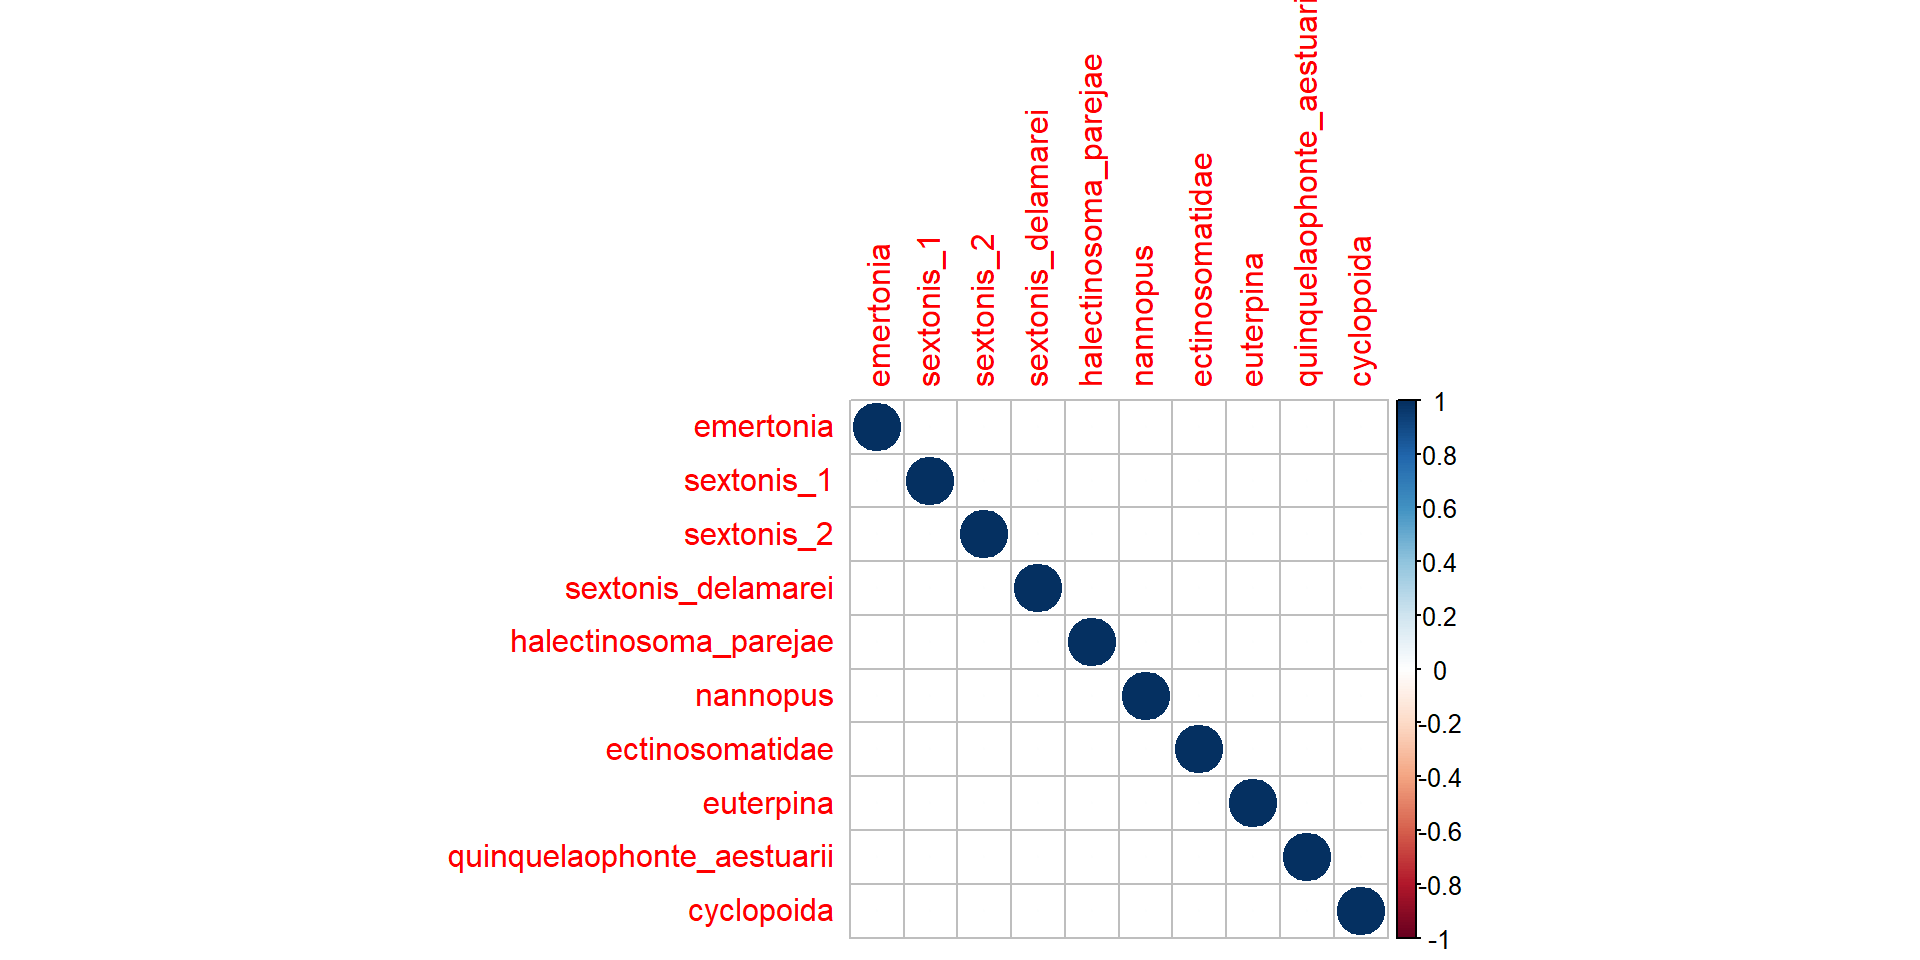 emertonia
sextonis_1
sextonis_2
sextonis_delamarei
halectinosoma_parejae
nannopus
ectinosomatidae
euterpina
quinquelaophonte_aestuari
cyclopoida
emertonia
sextonis_1
sextonis_2
sextonis_delamarei
halectinosoma_parejae
nannopus
ectinosomatidae
euterpina
quinquelaophonte_aestuarii
cyclopoida
1
0.8
0.6
0.4
0.2
0
-0.2
-0.4
-0.6
-0.8
-1